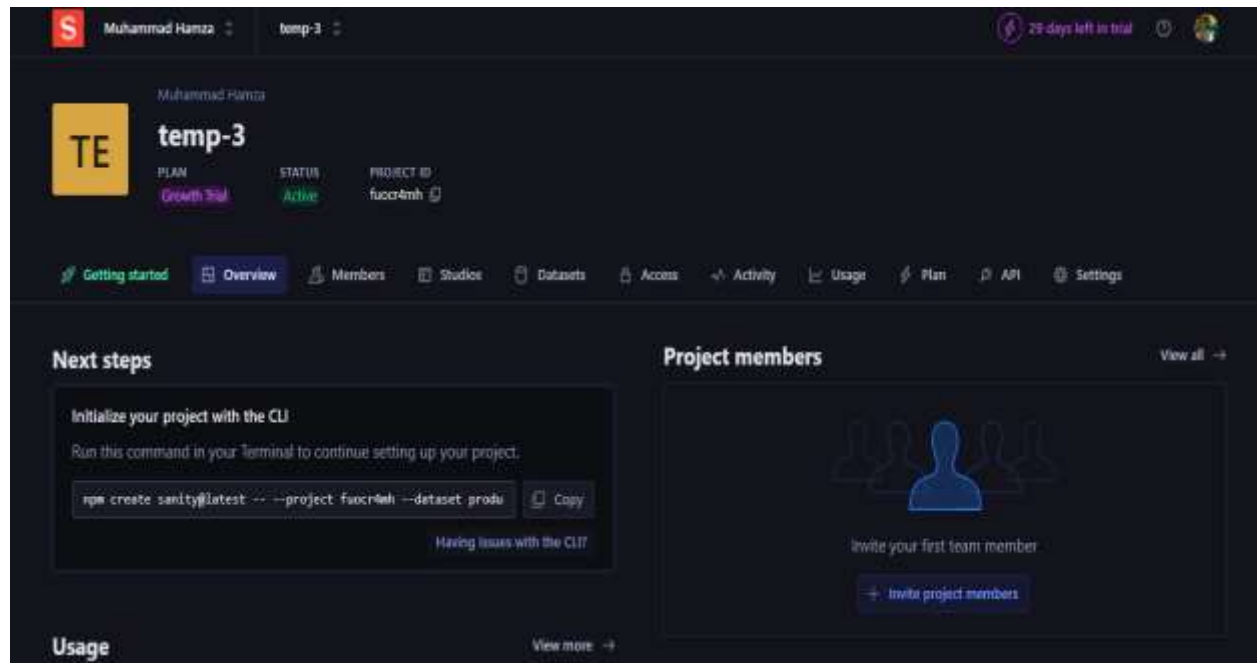 S Muhammad Hamza temp-3 29 days left in trial
Muhammad Hamza
TE
temp-3
PLAN STATUS PROJECT ID
Growth Trial Active fuocr4mh
Getting started Overview Members Studios Datasets Access Activity Usage Plan API Settings
Next steps
Initialize your project with the CLI
Run this command in your Terminal to continue setting up your project.
npm create sanity@latest -- --project fuocr4mh --dataset produ Copy
Having issues with the CLI?
Project members View all →
Invite your first team member
+ Invite project members
Usage View more →